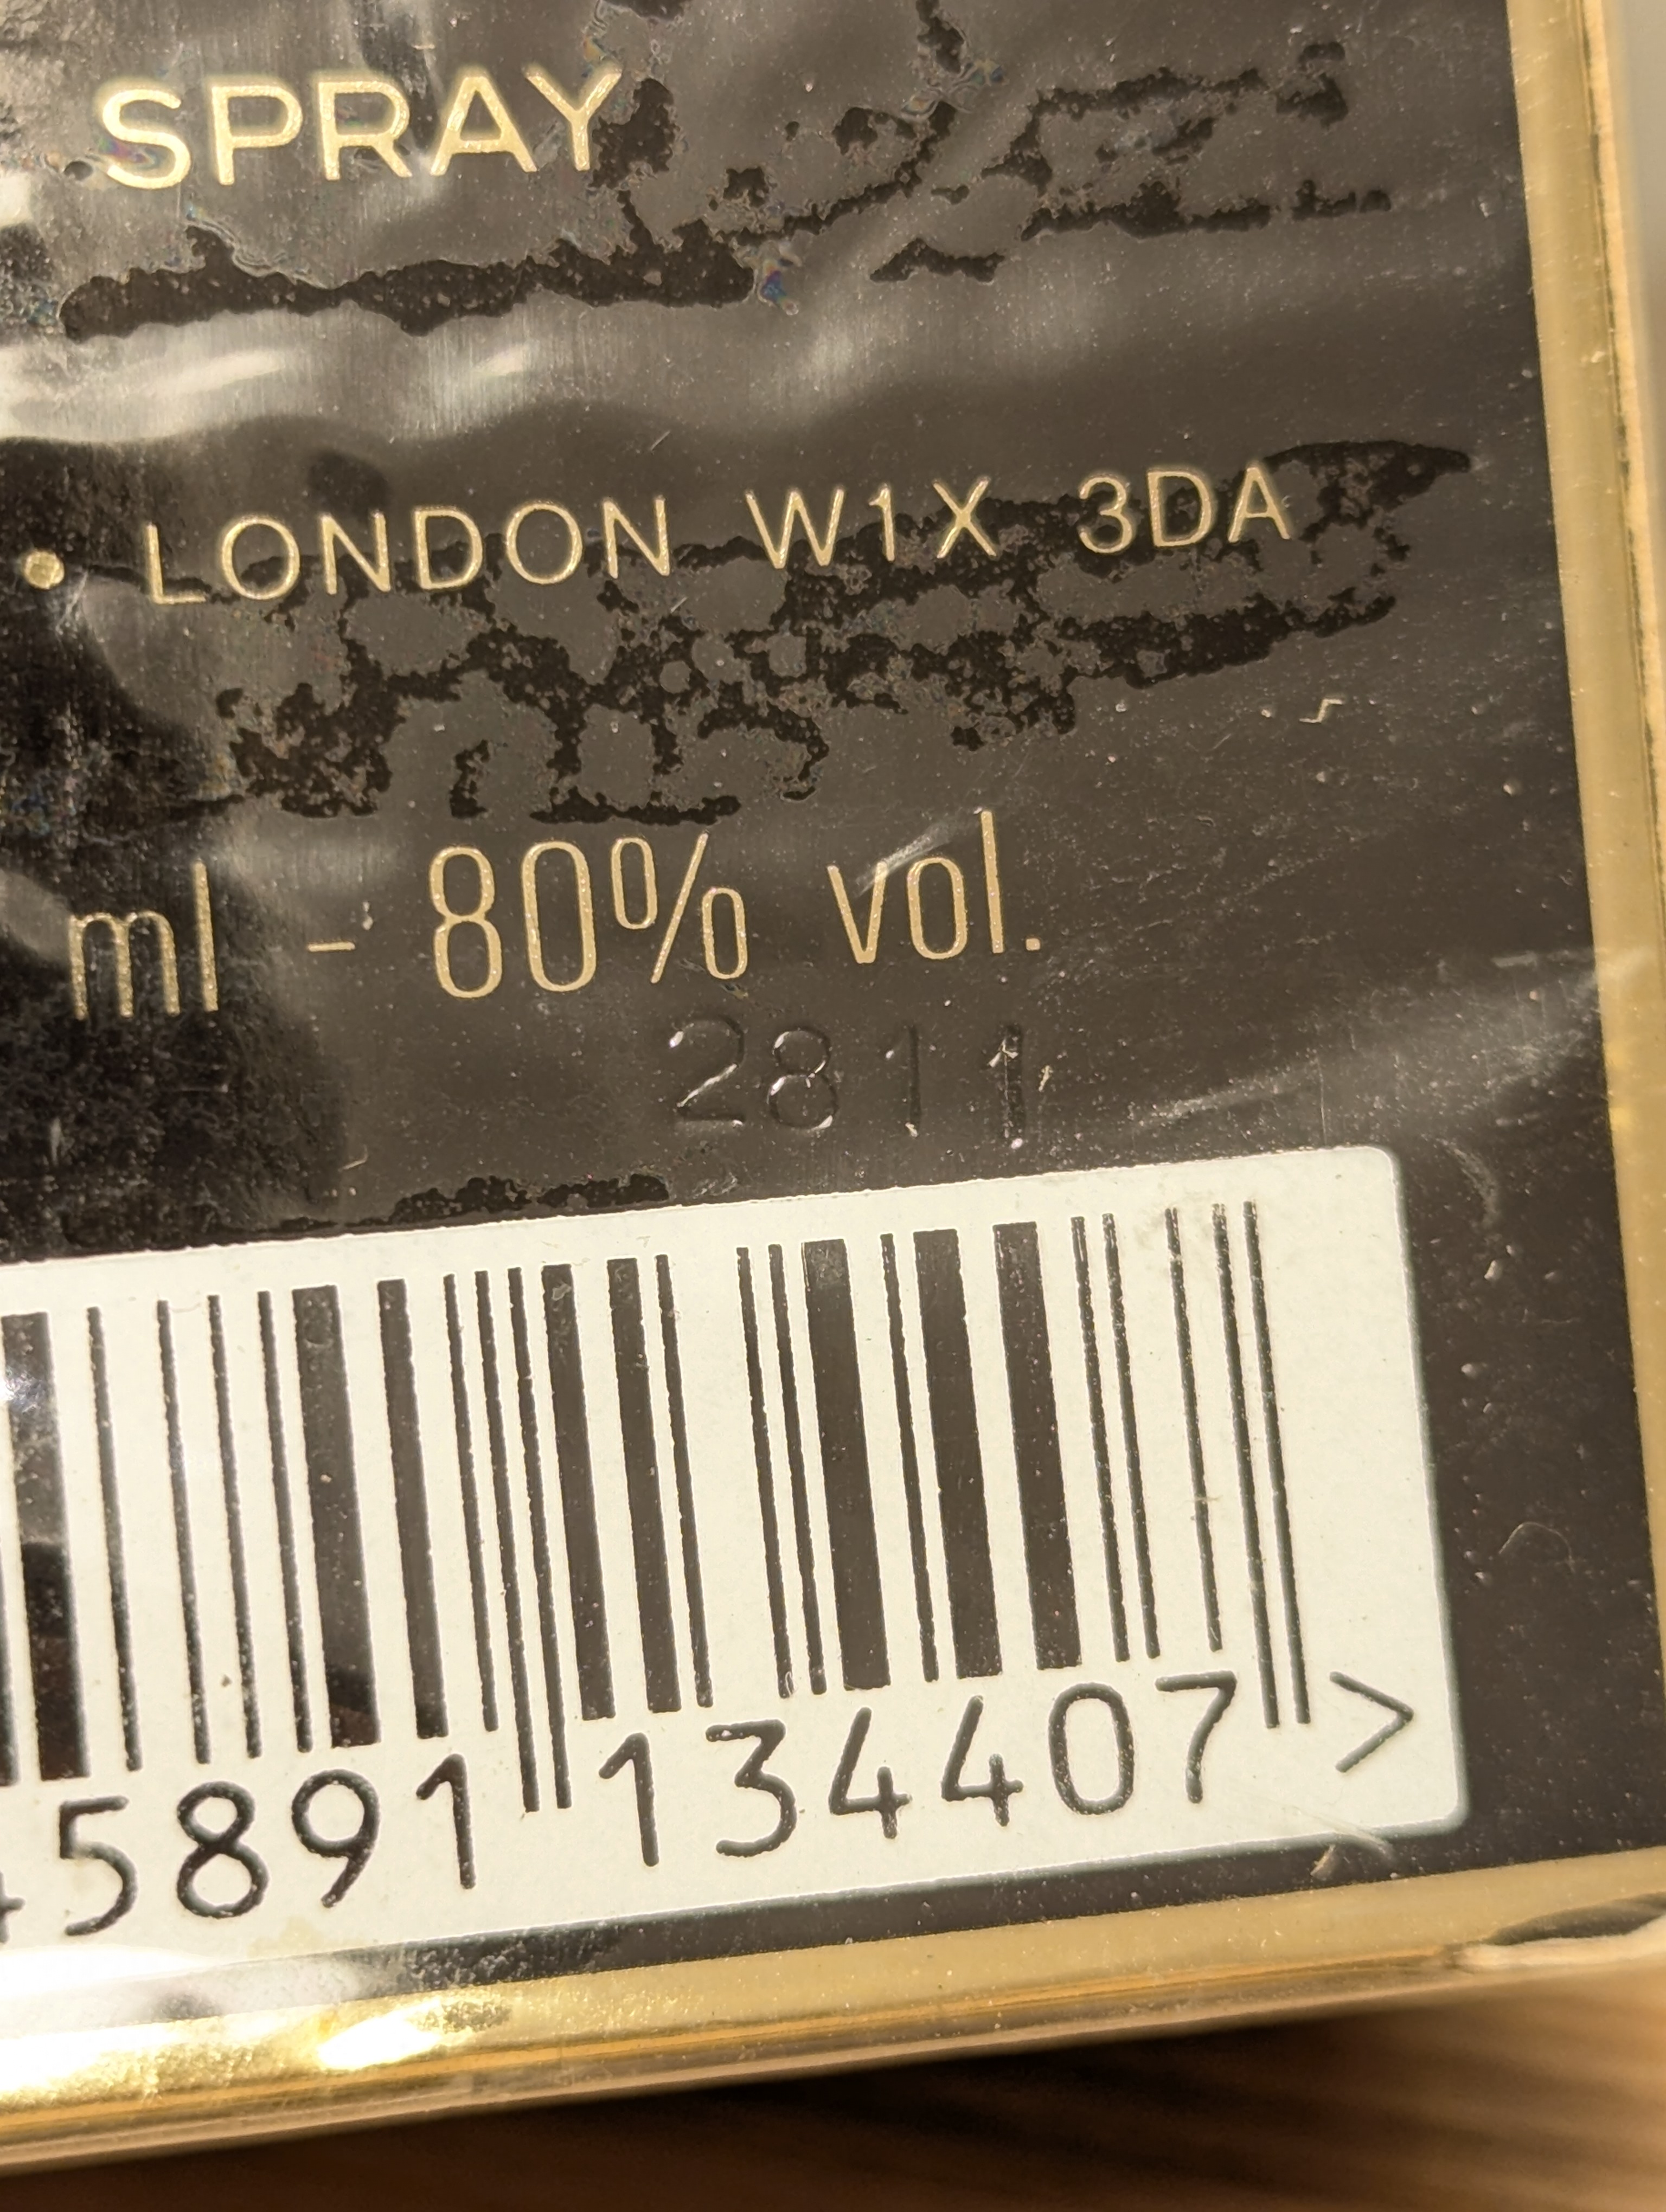 SPRAY
• LONDON W1X 3DA
ml - 80% vol.
2811
5891 134407 >